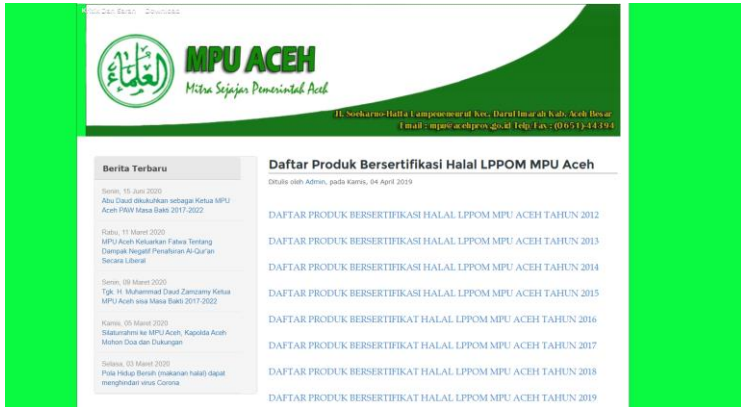 Kritik Dan Saran Download
العلماء
MPU ACEH
Mitra Sejajar Pemerintah Aceh
Jl. Soekarno-Hatta Lampeuneurut Kec. Darul Imarah Kab. Aceh Besar
Email : mpu@acehprov.go.id Telp/Fax : (0651)-44394
Berita Terbaru
Senin, 15 Juni 2020
Abu Daud dikukuhkan sebagai Ketua MPU
Aceh PAW Masa Bakti 2017-2022
Rabu, 11 Maret 2020
MPU Aceh Keluarkan Fatwa Tentang
Dampak Negatif Penafsiran Al-Qur'an
Secara Liberal
Senin, 09 Maret 2020
Tgk. H. Muhammad Daud Zamzamy Ketua
MPU Aceh sisa Masa Bakti 2017-2022
Kamis, 05 Maret 2020
Silaturrahmi ke MPU Aceh, Kapolda Aceh
Mohon Doa dan Dukungan
Selasa, 03 Maret 2020
Pola Hidup Bersih (makanan halal) dapat
menghindari virus Corona
Daftar Produk Bersertifikasi Halal LPPOM MPU Aceh
Ditulis oleh Admin, pada Kamis, 04 April 2019
DAFTAR PRODUK BERSERTIFIKASI HALAL LPPOM MPU ACEH TAHUN 2012
DAFTAR PRODUK BERSERTIFIKASI HALAL LPPOM MPU ACEH TAHUN 2013
DAFTAR PRODUK BERSERTIFIKASI HALAL LPPOM MPU ACEH TAHUN 2014
DAFTAR PRODUK BERSERTIFIKASI HALAL LPPOM MPU ACEH TAHUN 2015
DAFTAR PRODUK BERSERTIFIKAT HALAL LPPOM MPU ACEH TAHUN 2016
DAFTAR PRODUK BERSERTIFIKAT HALAL LPPOM MPU ACEH TAHUN 2017
DAFTAR PRODUK BERSERTIFIKAT HALAL LPPOM MPU ACEH TAHUN 2018
DAFTAR PRODUK BERSERTIFIKAT HALAL LPPOM MPU ACEH TAHUN 2019